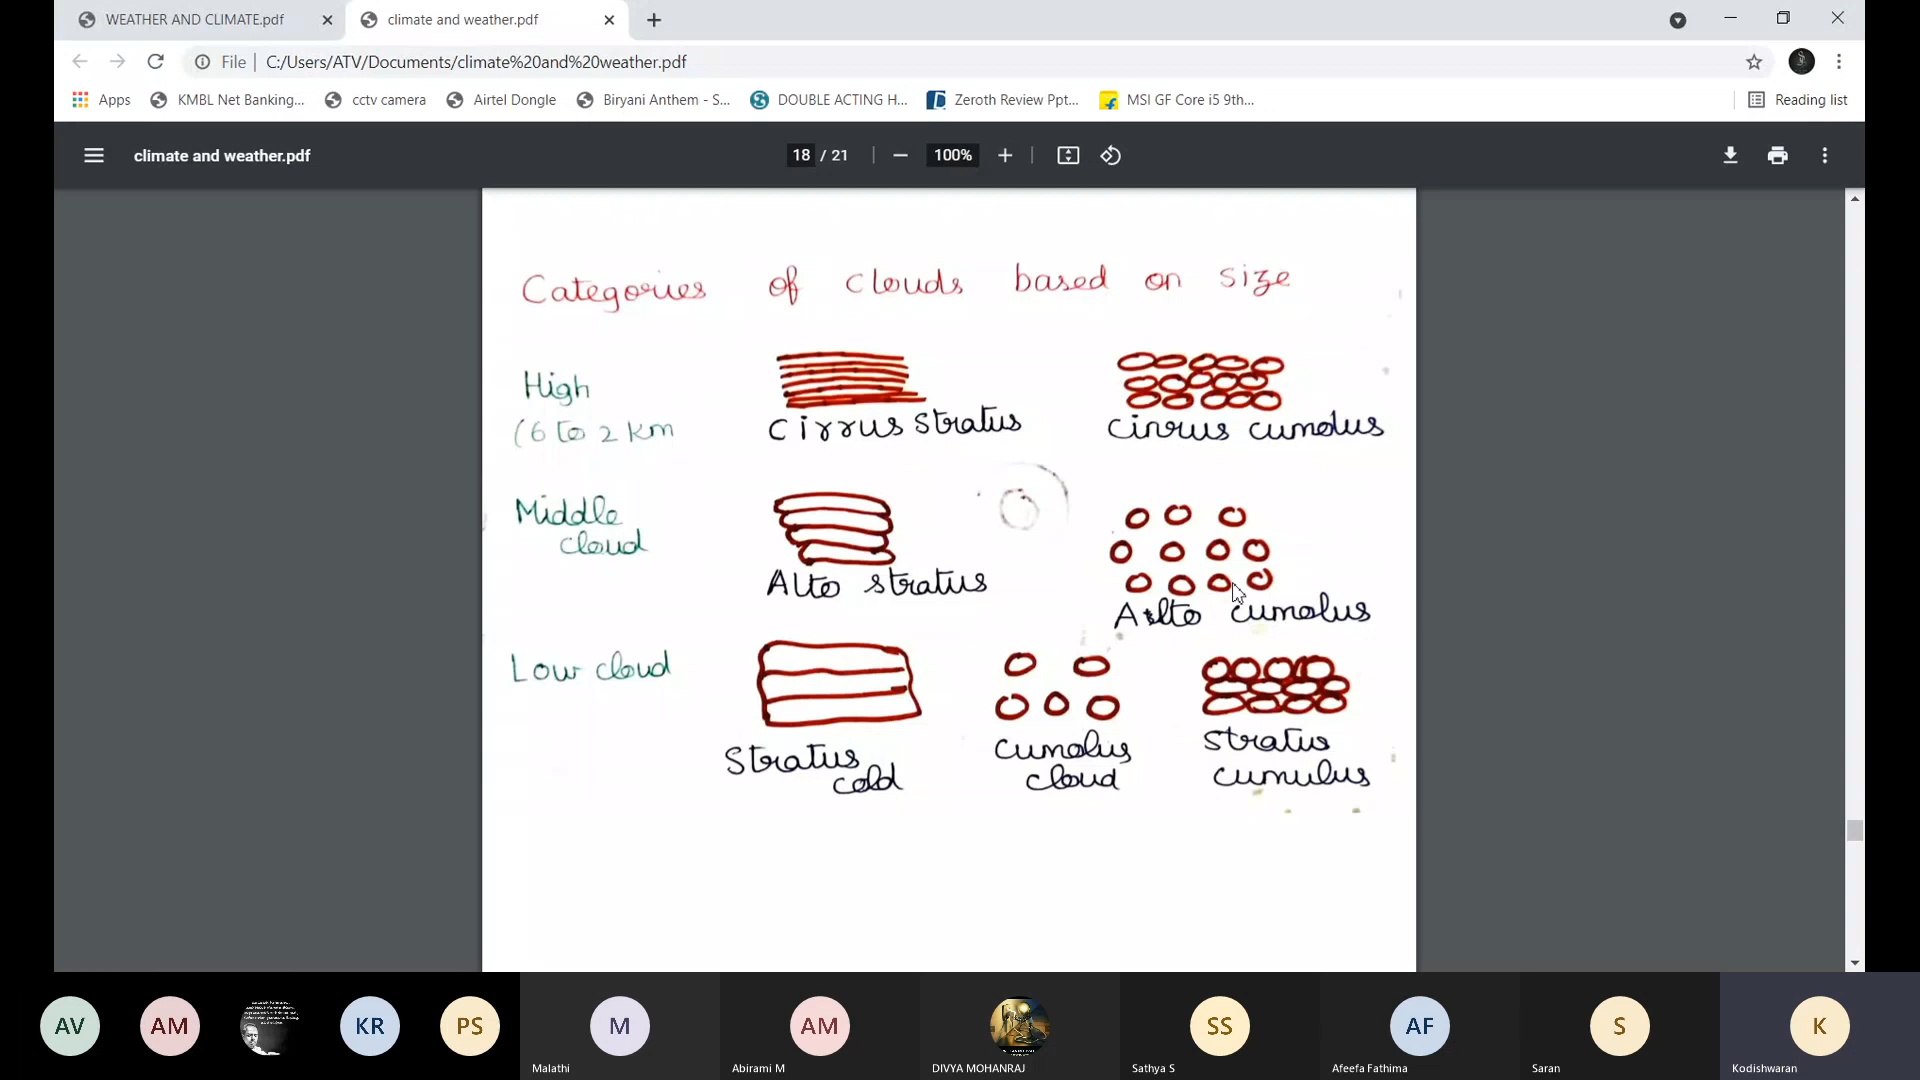 WEATHER AND CLIMATE.pdf
climate and weather.pdf
File
C:/Users/ATV/Documents/climate%20and%20weather.pdf
Apps
KMBL Net Banking...
cctv camera
Airtel Dongle
Biryani Anthem - S...
DOUBLE ACTING H...
Zeroth Review Ppt...
MSI GF Core i5 9th...
Reading list
climate and weather.pdf
18 / 21
100%
Categories of clouds based on size
High
(6 to 2 km
Cirrus stratus
Cirrus cumolus
Middle
cloud
Alto stratus
Alto cumolus
Low cloud
Stratus
cold
cumolus
cloud
Stratus
cumulus
AV
AM
KR
PS
M
AM
SS
AF
S
K
Malathi
Abirami M
DIVYA MOHANRAJ
Sathya S
Afeefa Fathima
Saran
Kodishwaran